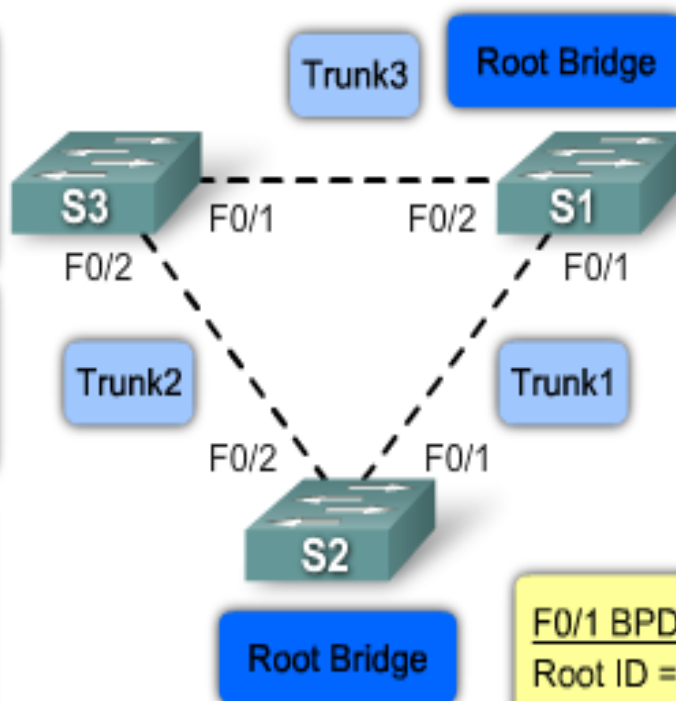 Trunk3
Root Bridge
S3
S1
F0/1
F0/2
F0/2
F0/1
Trunk2
Trunk1
F0/2
F0/1
S2
Root Bridge
F0/1 BPD
Root ID =